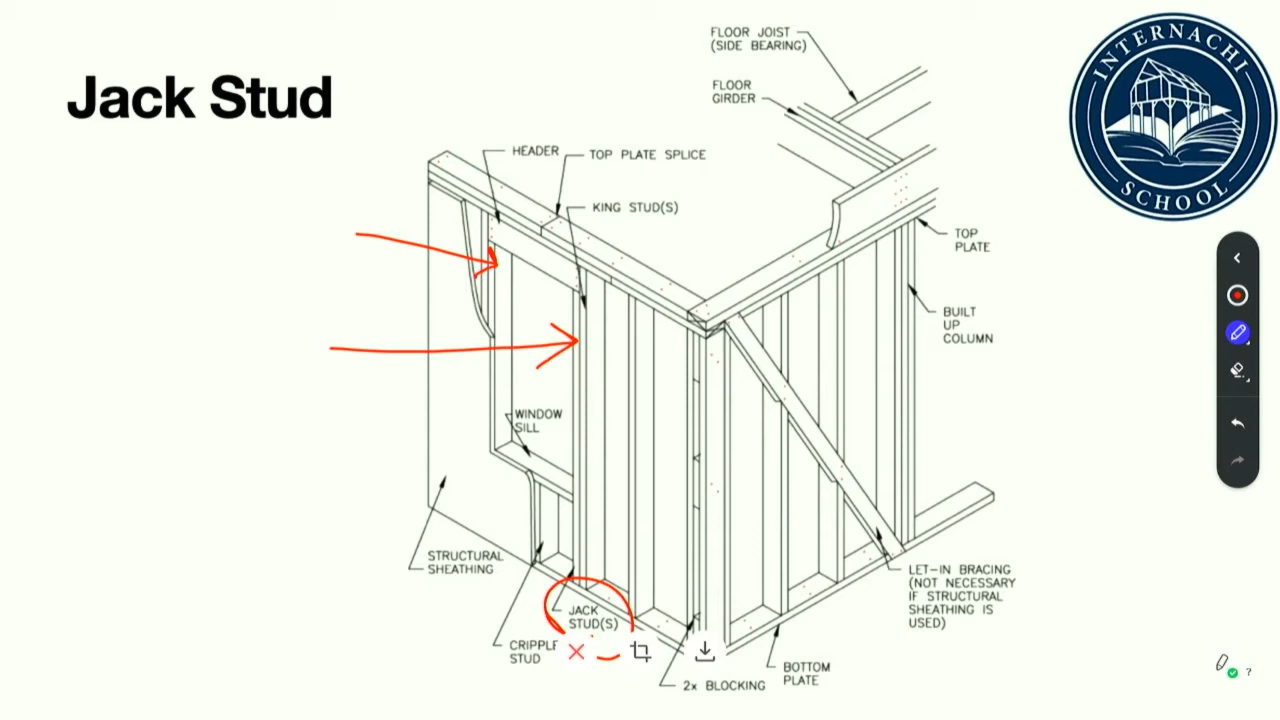 Jack Stud
FLOOR JOIST
(SIDE BEARING)
FLOOR
GIRDER
HEADER
TOP PLATE SPLICE
KING STUD(S)
TOP
PLATE
BUILT
UP
COLUMN
WINDOW
SILL
STRUCTURAL
SHEATHING
JACK
STUD(S)
CRIPPLE
STUD
2x BLOCKING
BOTTOM
PLATE
LET-IN BRACING
(NOT NECESSARY
IF STRUCTURAL
SHEATHING IS
USED)
INTERNACHI
SCHOOL
?